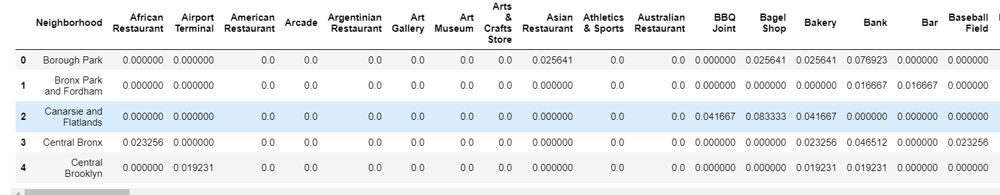 Neighborhood African Restaurant Airport Terminal American Restaurant Arcade Argentinian Restaurant Art Gallery Art Museum Arts & Crafts Store Asian Restaurant Athletics & Sports Australian Restaurant BBQ Joint Bagel Shop Bakery Bank Bar Baseball Field
0 Borough Park 0.000000 0.000000 0.0 0.0 0.0 0.0 0.0 0.0 0.025641 0.0 0.0 0.000000 0.025641 0.025641 0.076923 0.000000 0.000000
1 Bronx Park and Fordham 0.000000 0.000000 0.0 0.0 0.0 0.0 0.0 0.0 0.000000 0.0 0.0 0.000000 0.000000 0.000000 0.016667 0.016667 0.000000
2 Canarsie and Flatlands 0.000000 0.000000 0.0 0.0 0.0 0.0 0.0 0.0 0.000000 0.0 0.0 0.041667 0.083333 0.041667 0.000000 0.000000 0.000000
3 Central Bronx 0.023256 0.000000 0.0 0.0 0.0 0.0 0.0 0.0 0.000000 0.0 0.0 0.000000 0.000000 0.023256 0.046512 0.000000 0.023256
4 Central Brooklyn 0.000000 0.019231 0.0 0.0 0.0 0.0 0.0 0.0 0.000000 0.0 0.0 0.000000 0.000000 0.019231 0.019231 0.000000 0.000000